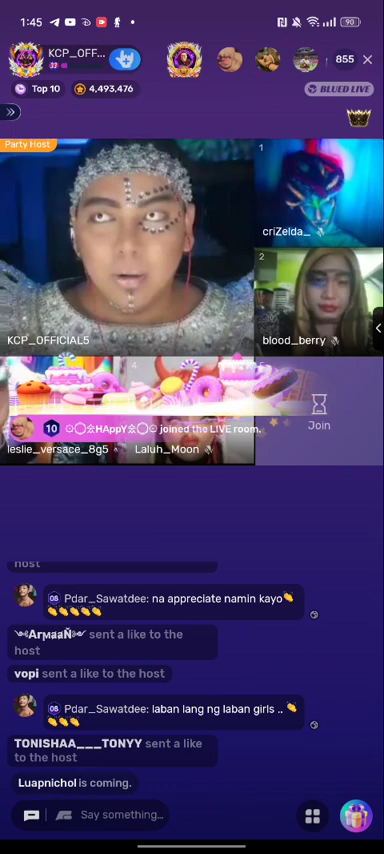 1:45
90
KCP_OFF...
855
Top 10
4,493,476
BLUED LIVE
Party Host
1
criZelda_
KCP_OFFICIAL5
2
blood_berry
4
10
joined the LIVE room.
Join
leslie_versace_8g5
Laluh_Moon
host
Pdar_Sawatdee: na appreciate namin kayo👏
👏👏👏👏👏
sent a like to the
host
vopi sent a like to the host
Pdar_Sawatdee: laban lang ng laban girls .. 👏
👏👏👏
TONISHAA___TONYY sent a like
to the host
Luapnichol is coming.
Say something...